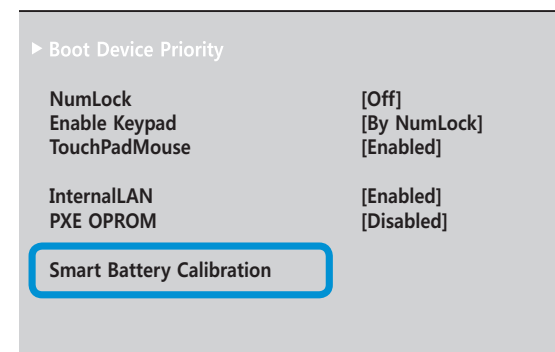 ▶ Boot Device Priority
NumLock [Off]
Enable Keypad [By NumLock]
TouchPadMouse [Enabled]
InternalLAN [Enabled]
PXE OPROM [Disabled]
Smart Battery Calibration